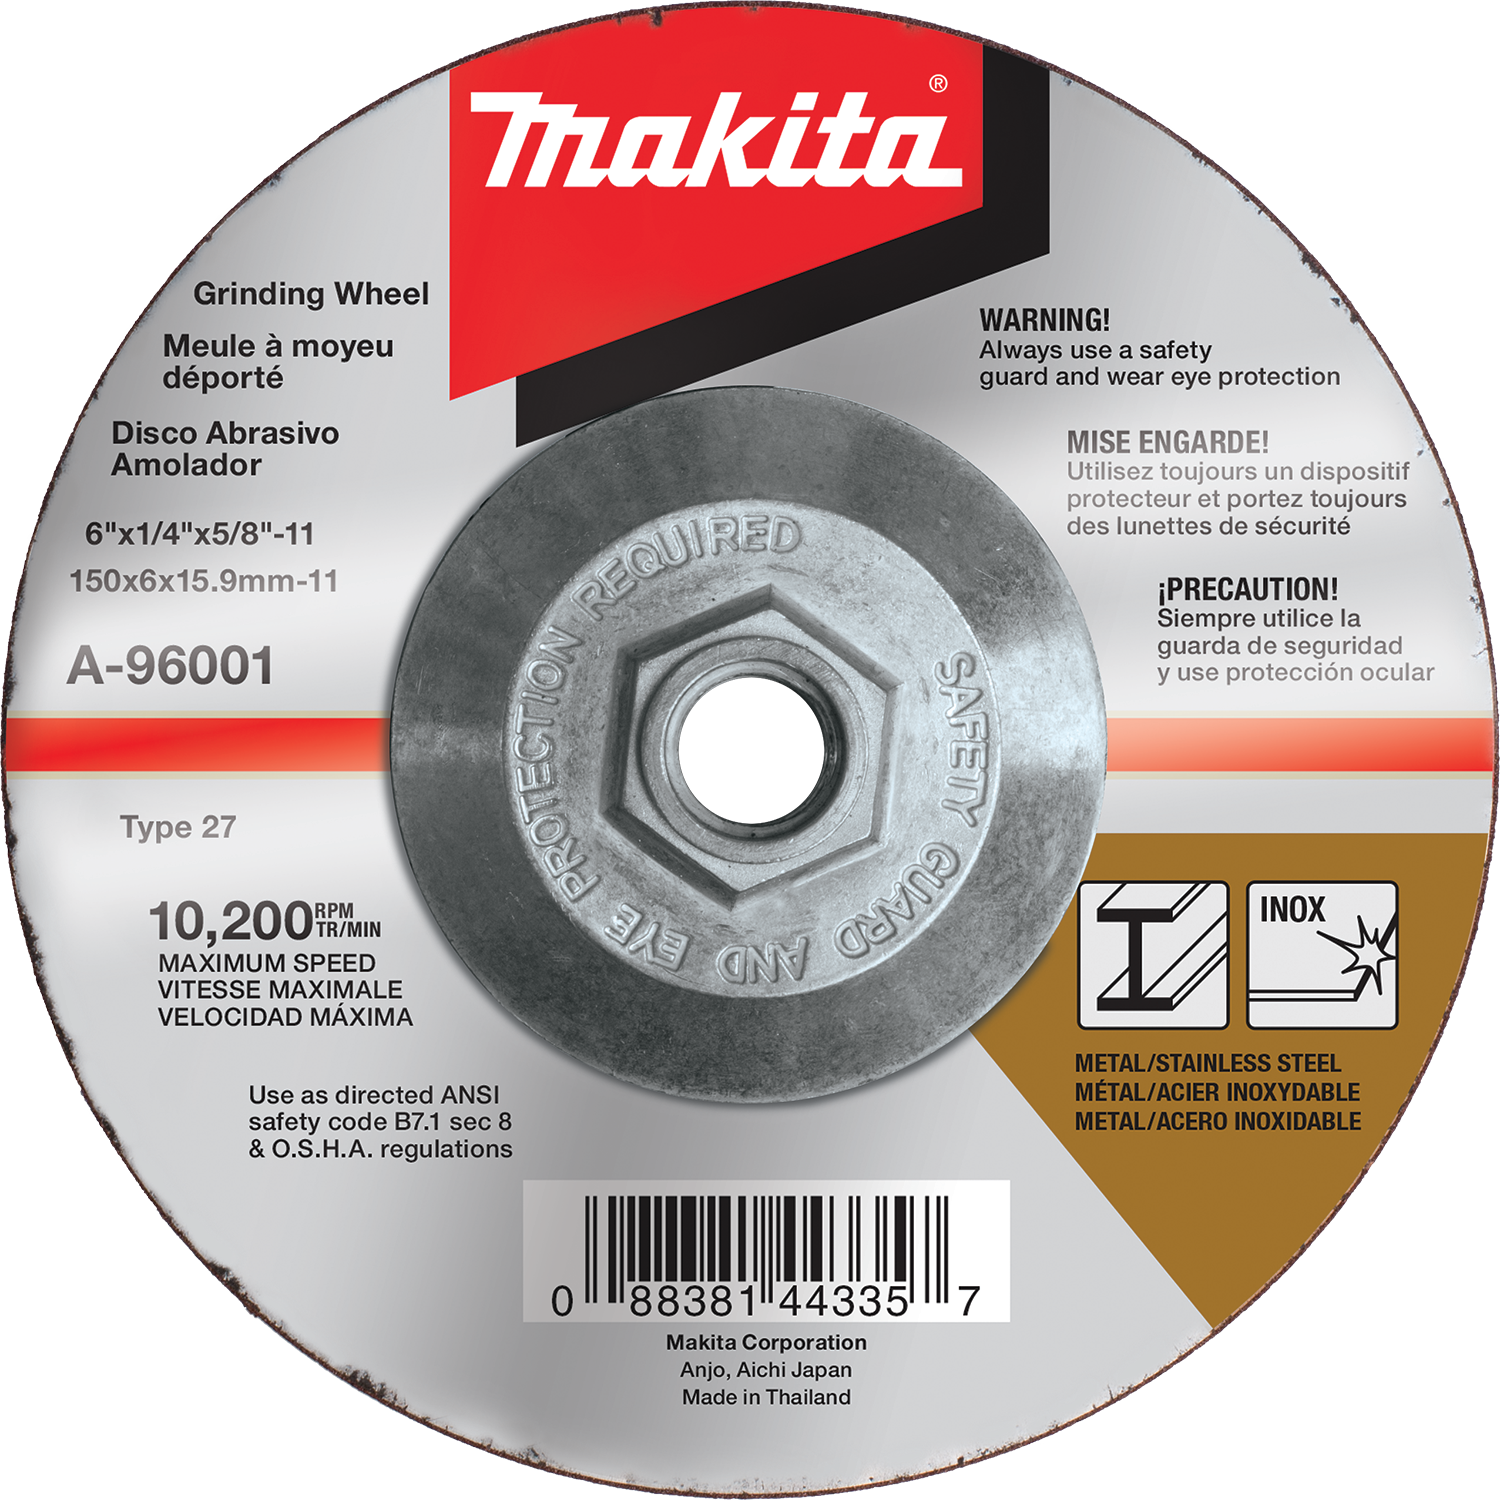 Makita®
Grinding Wheel
Meule à moyeu
déporté
Disco Abrasivo
Amolador
6"x1/4"x5/8"-11
150x6x15.9mm-11
A-96001
WARNING!
Always use a safety
guard and wear eye protection
MISE ENGARDE!
Utilisez toujours un dispositif
protecteur et portez toujours
des lunettes de sécurité
¡PRECAUTION!
Siempre utilice la
guarda de seguridad
y use protección ocular
SAFETY GUARD AND EYE PROTECTION REQUIRED
Type 27
10,200 RPM
TR/MIN
MAXIMUM SPEED
VITESSE MAXIMALE
VELOCIDAD MÁXIMA
Use as directed ANSI
safety code B7.1 sec 8
& O.S.H.A. regulations
INOX
METAL/STAINLESS STEEL
MÉTAL/ACIER INOXYDABLE
METAL/ACERO INOXIDABLE
0 88381 44335 7
Makita Corporation
Anjo, Aichi Japan
Made in Thailand